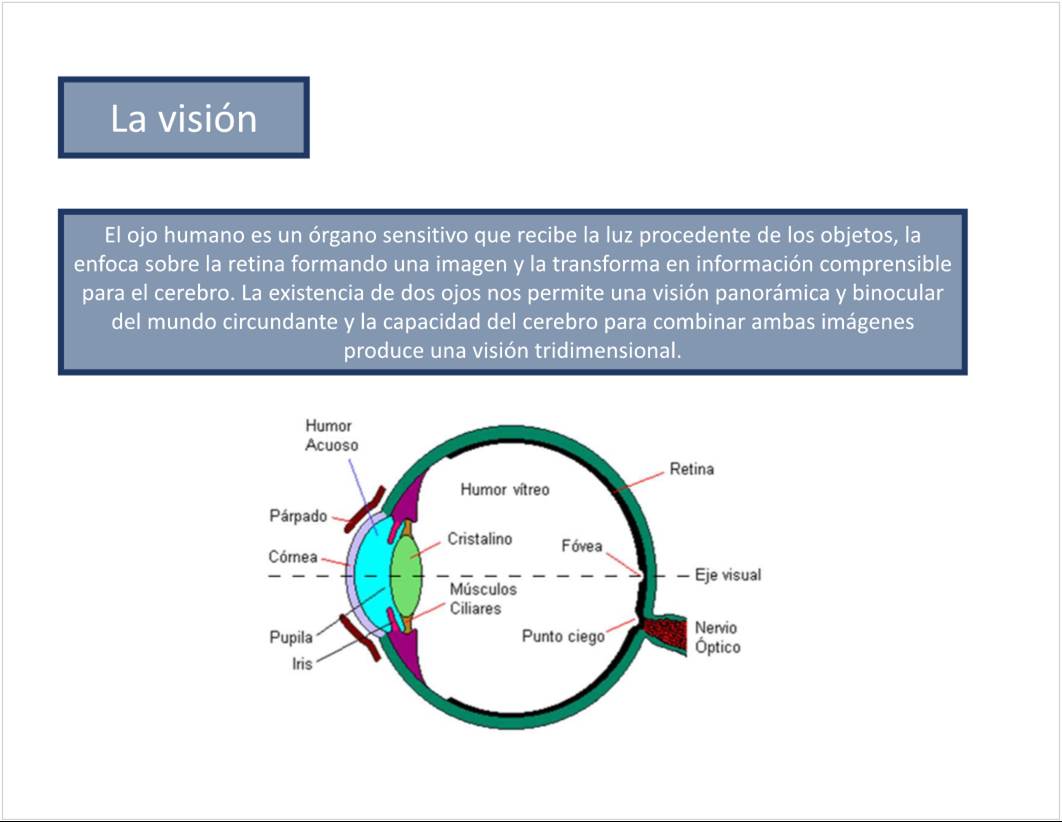 La visión
El ojo humano es un órgano sensitivo que recibe la luz procedente de los objetos, la
enfoca sobre la retina formando una imagen y la transforma en información comprensible
para el cerebro. La existencia de dos ojos nos permite una visión panorámica y binocular
del mundo circundante y la capacidad del cerebro para combinar ambas imágenes
produce una visión tridimensional.
Humor
Acuoso
Retina
Humor vítreo
Párpado
Cristalino
Fóvea
Córnea
Eje visual
Músculos
Ciliares
Pupila
Punto ciego
Nervio
Óptico
Iris